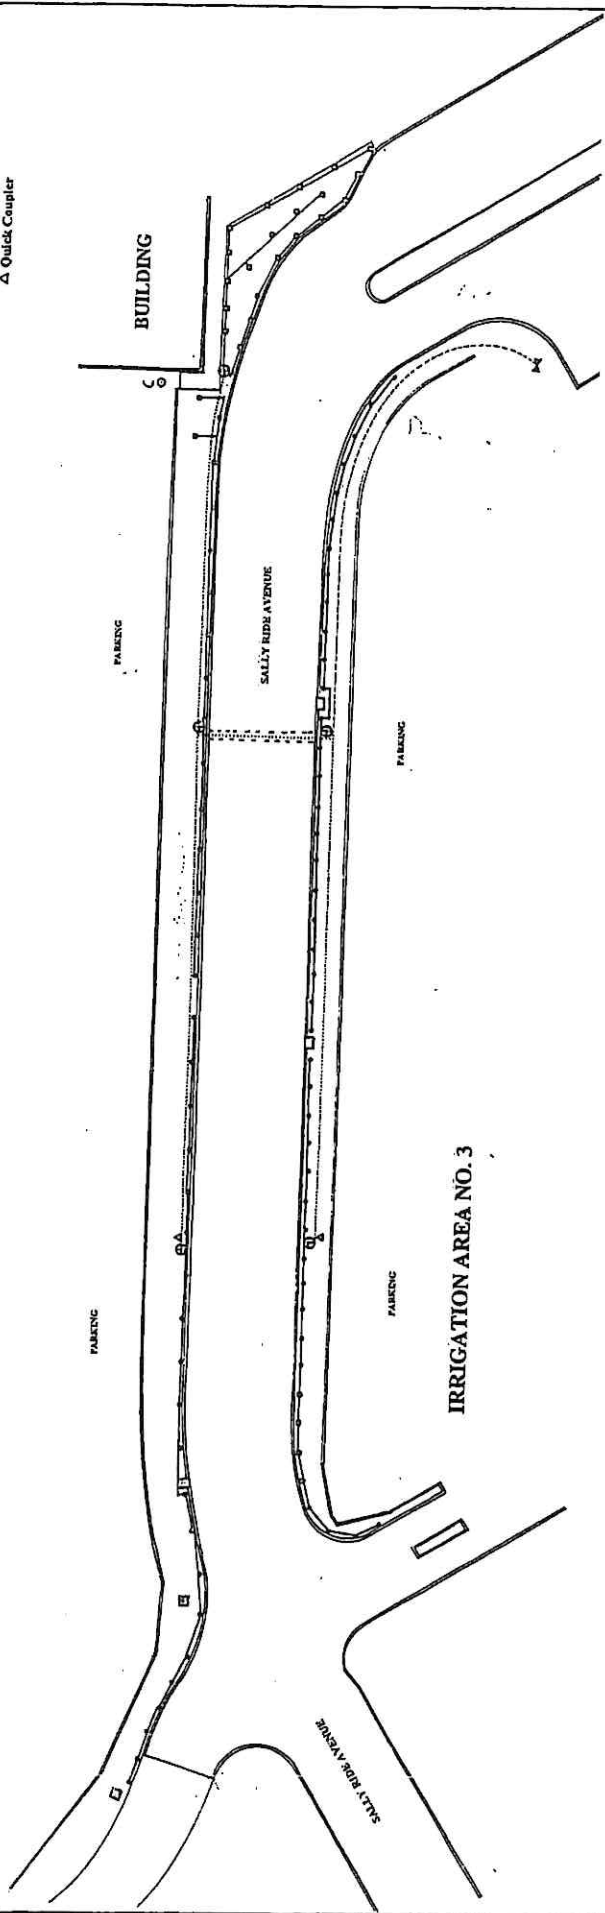 △ Quick Coupler
BUILDING
PARKING
SALLY RIDE AVENUE
PARKING
PARKING
PARKING
IRRIGATION AREA NO. 3
SALLY RIDE AVENUE